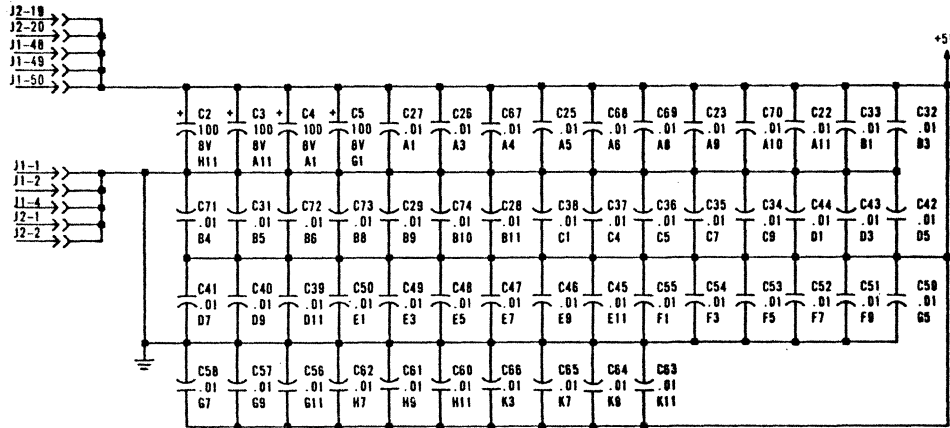 J2-19
J2-20
J1-48
J1-49
J1-50
+5
+ C2 + C3 + C4 + C5 C27 C26 C67 C25 C68 C69 C23 C70 C22 C33 C32
100 100 100 100 .01 .01 .01 .01 .01 .01 .01 .01 .01 .01 .01
8V 8V 8V 8V A1 A3 A4 A5 A6 A8 A9 A10 A11 B1 B3
H11 A11 A1 G1
J1-1
J1-2
J1-4
J2-1
J2-2
C71 C31 C72 C73 C29 C74 C28 C38 C37 C36 C35 C34 C44 C43 C42
.01 .01 .01 .01 .01 .01 .01 .01 .01 .01 .01 .01 .01 .01 .01
B4 B5 B6 B8 B9 B10 B11 C1 C4 C5 C7 C9 D1 D3 D5
C41 C40 C39 C50 C49 C48 C47 C46 C45 C55 C54 C53 C52 C51 C59
.01 .01 .01 .01 .01 .01 .01 .01 .01 .01 .01 .01 .01 .01 .01
D7 D9 D11 E1 E3 E5 E7 E9 E11 F1 F3 F5 F7 F9 G5
C58 C57 C56 C62 C61 C60 C66 C65 C64 C63
.01 .01 .01 .01 .01 .01 .01 .01 .01 .01
G7 G9 G11 H7 H9 H11 K3 K7 K9 K11